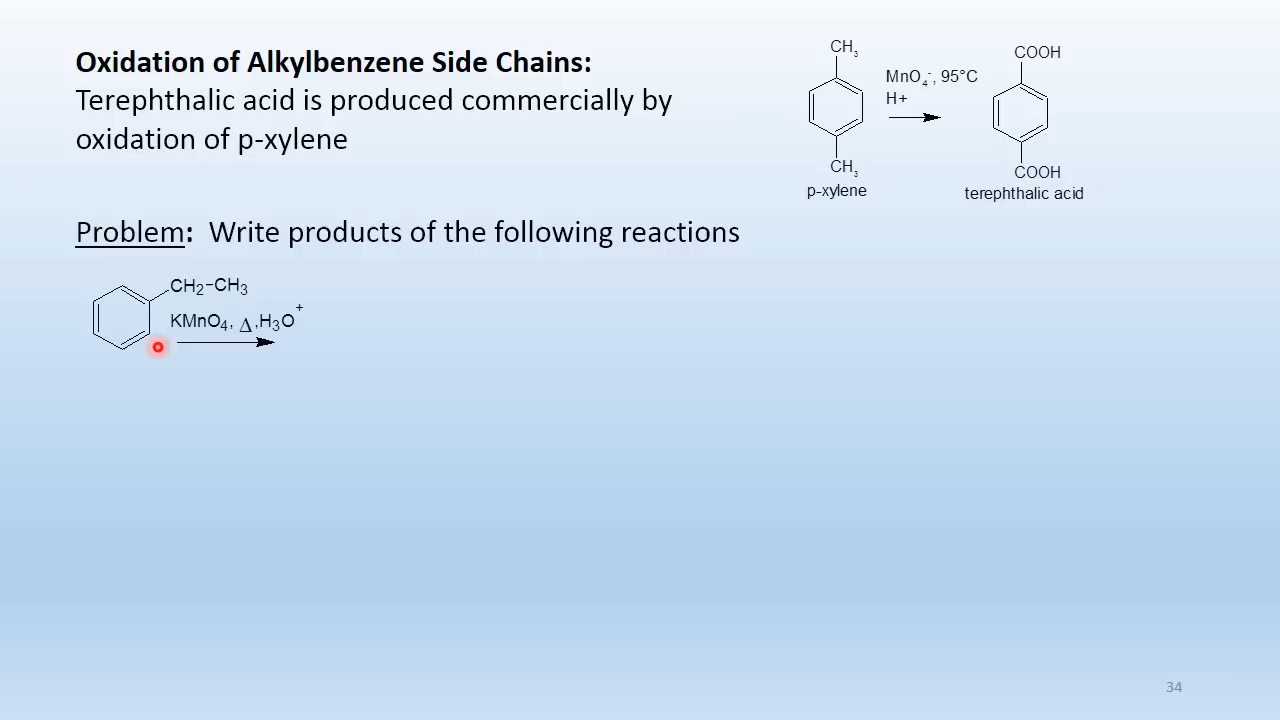 Oxidation of Alkylbenzene Side Chains:
Terephthalic acid is produced commercially by
oxidation of p-xylene
CH₃
MnO₄⁻, 95°C
H+
CH₃
p-xylene
COOH
COOH
terephthalic acid
Problem: Write products of the following reactions
CH₂-CH₃
KMnO₄, Δ,H₃O⁺
34